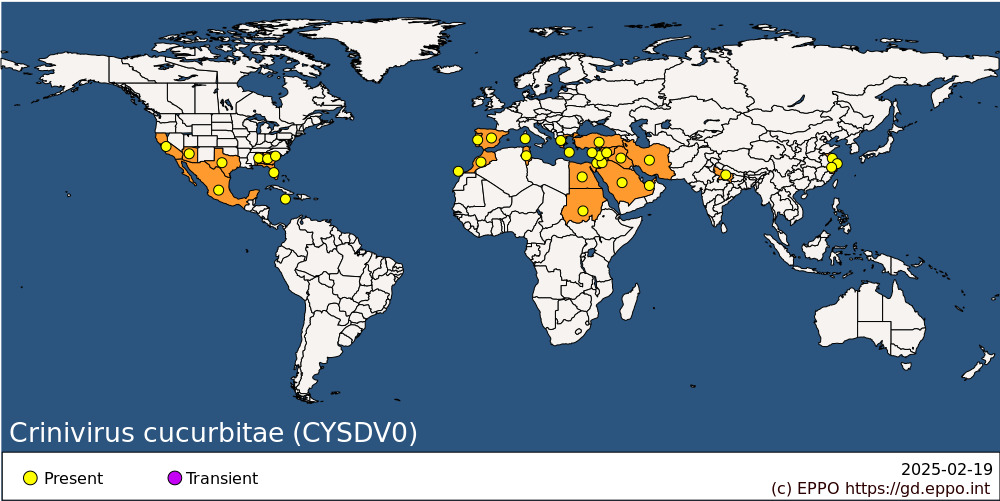 Crinivirus cucurbitae (CYSDV0)
Present
Transient
2025-02-19
(c) EPPO https://gd.eppo.int